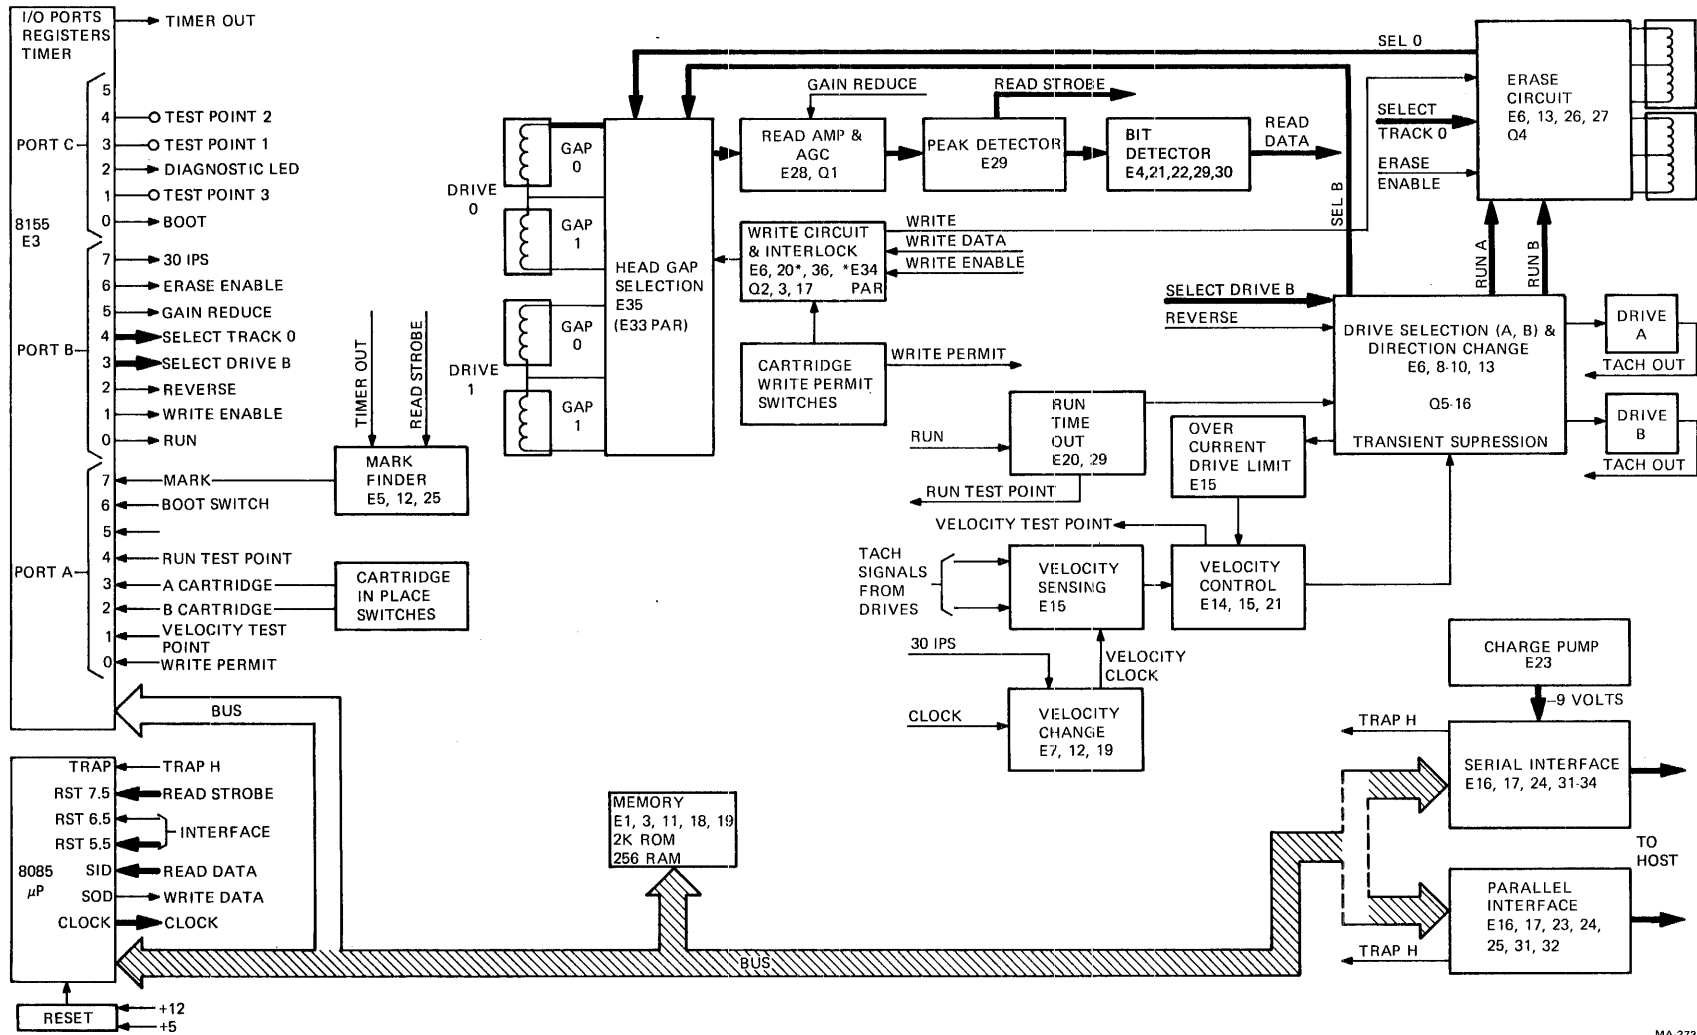 I/O PORTS
REGISTERS
TIMER
TIMER OUT
5
4 TEST POINT 2
PORT C
3 TEST POINT 1
2 DIAGNOSTIC LED
1 TEST POINT 3
0 BOOT
8155
E3
7 30 IPS
6 ERASE ENABLE
5 GAIN REDUCE
4 SELECT TRACK 0
PORT B
3 SELECT DRIVE B
2 REVERSE
1 WRITE ENABLE
0 RUN
7 MARK
6 BOOT SWITCH
5
4 RUN TEST POINT
PORT A
3 A CARTRIDGE
2 B CARTRIDGE
1 VELOCITY TEST
POINT
0 WRITE PERMIT
TIMER OUT
READ STROBE
MARK
FINDER
E5, 12, 25
CARTRIDGE
IN PLACE
SWITCHES
BUS
TRAP TRAP H
RST 7.5 READ STROBE
RST 6.5
INTERFACE
RST 5.5
8085
µP
SID READ DATA
SOD WRITE DATA
CLOCK CLOCK
RESET
+12
+5
BUS
MEMORY
E1, 3, 11, 18, 19
2K ROM
256 RAM
DRIVE
0
GAP
0
GAP
1
DRIVE
1
GAP
0
GAP
1
HEAD GAP
SELECTION
E35
(E33 PAR)
SEL 0
SEL B
GAIN REDUCE
READ AMP &
AGC
E28, Q1
READ STROBE
PEAK DETECTOR
E29
BIT
DETECTOR
E4,21,22,29,30
READ
DATA
WRITE CIRCUIT
& INTERLOCK
E6, 20*, 36, *E34
Q2, 3, 17 PAR
WRITE
WRITE DATA
WRITE ENABLE
CARTRIDGE
WRITE PERMIT
SWITCHES
WRITE PERMIT
SELECT
TRACK 0
ERASE
ENABLE
ERASE
CIRCUIT
E6, 13, 26, 27
Q4
RUN A
RUN B
SELECT DRIVE B
REVERSE
DRIVE SELECTION (A, B) &
DIRECTION CHANGE
E6, 8-10, 13
Q5-16
TRANSIENT SUPRESSION
DRIVE
A
TACH OUT
DRIVE
B
TACH OUT
RUN
RUN
TIME
OUT
E20, 29
RUN TEST POINT
OVER
CURRENT
DRIVE LIMIT
E15
VELOCITY TEST POINT
TACH
SIGNALS
FROM
DRIVES
VELOCITY
SENSING
E15
VELOCITY
CONTROL
E14, 15, 21
30 IPS
VELOCITY
CLOCK
CLOCK
VELOCITY
CHANGE
E7, 12, 19
CHARGE PUMP
E23
-9 VOLTS
TRAP H
SERIAL INTERFACE
E16, 17, 24, 31-34
TO
HOST
PARALLEL
INTERFACE
E16, 17, 23, 24,
25, 31, 32
TRAP H